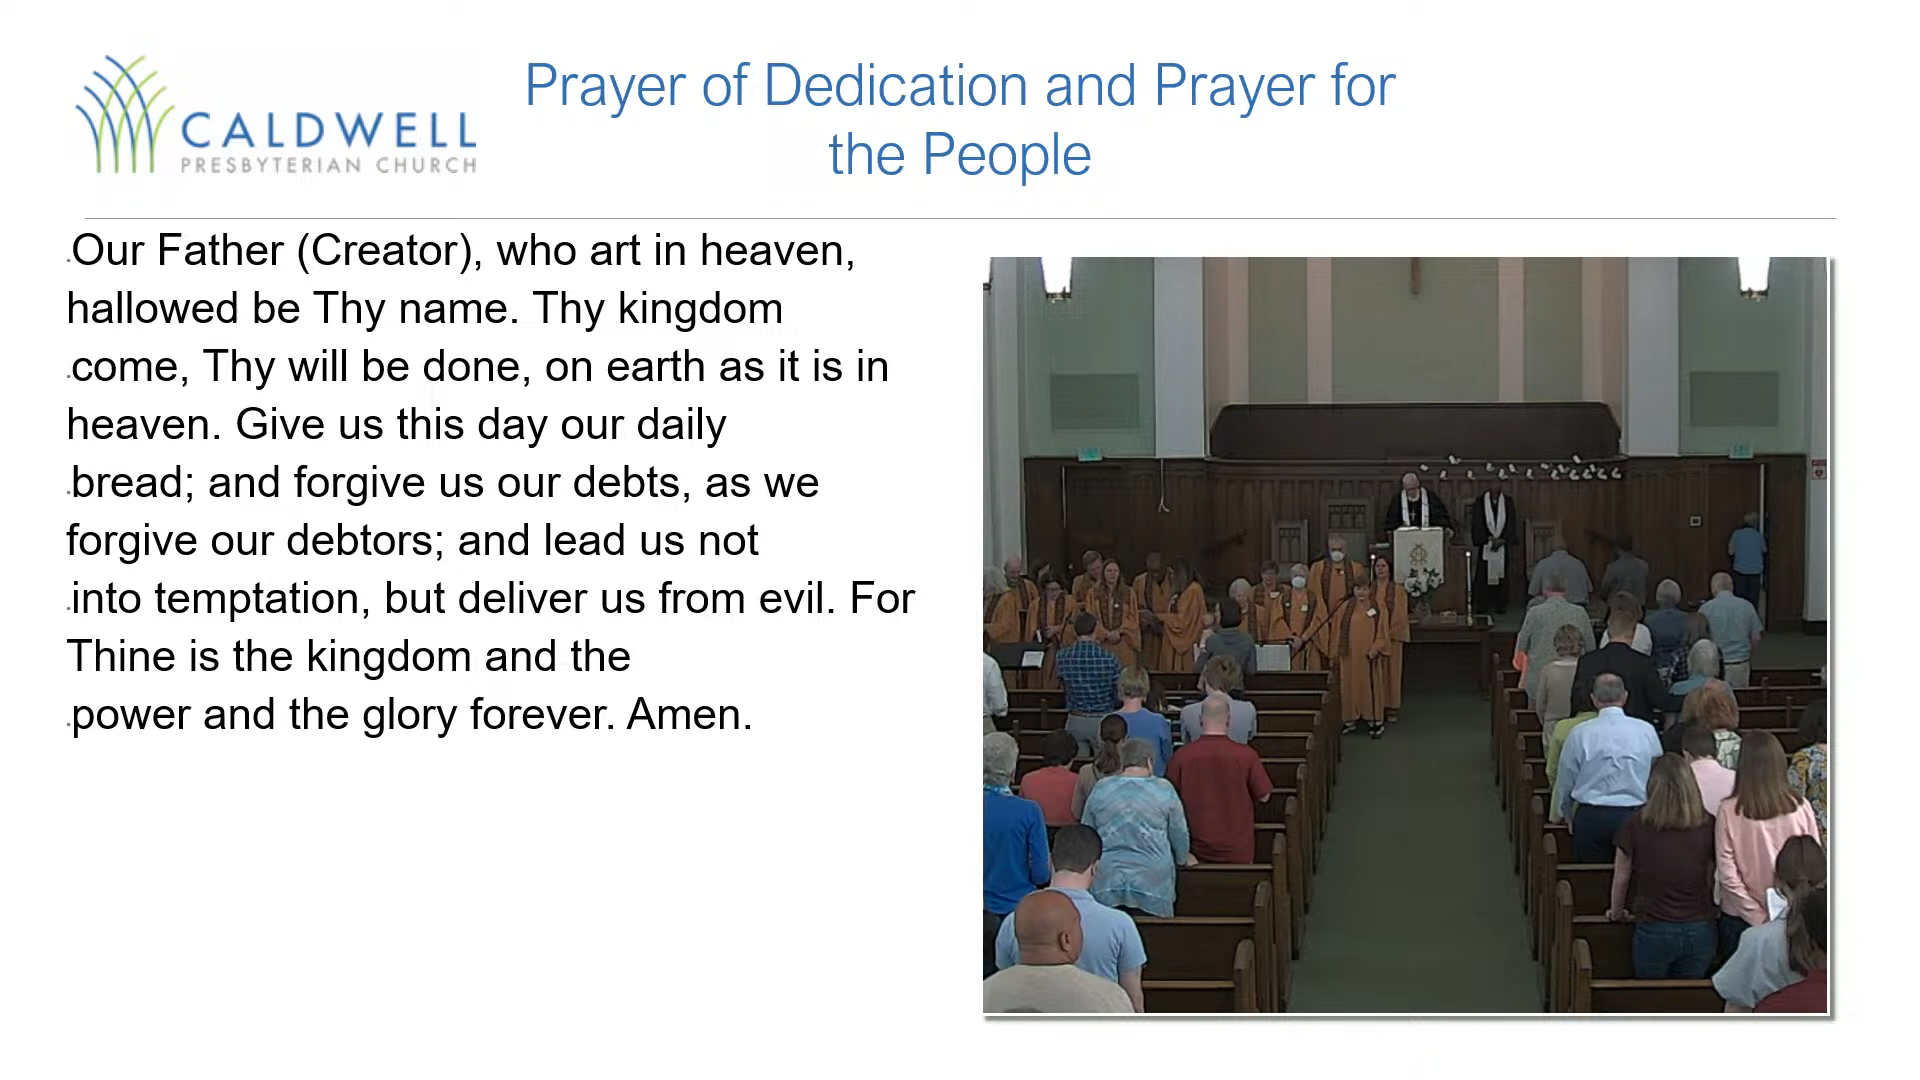 CALDWELL
PRESBYTERIAN CHURCH
Prayer of Dedication and Prayer for
the People
Our Father (Creator), who art in heaven,
hallowed be Thy name. Thy kingdom
come, Thy will be done, on earth as it is in
heaven. Give us this day our daily
bread; and forgive us our debts, as we
forgive our debtors; and lead us not
into temptation, but deliver us from evil. For
Thine is the kingdom and the
power and the glory forever. Amen.